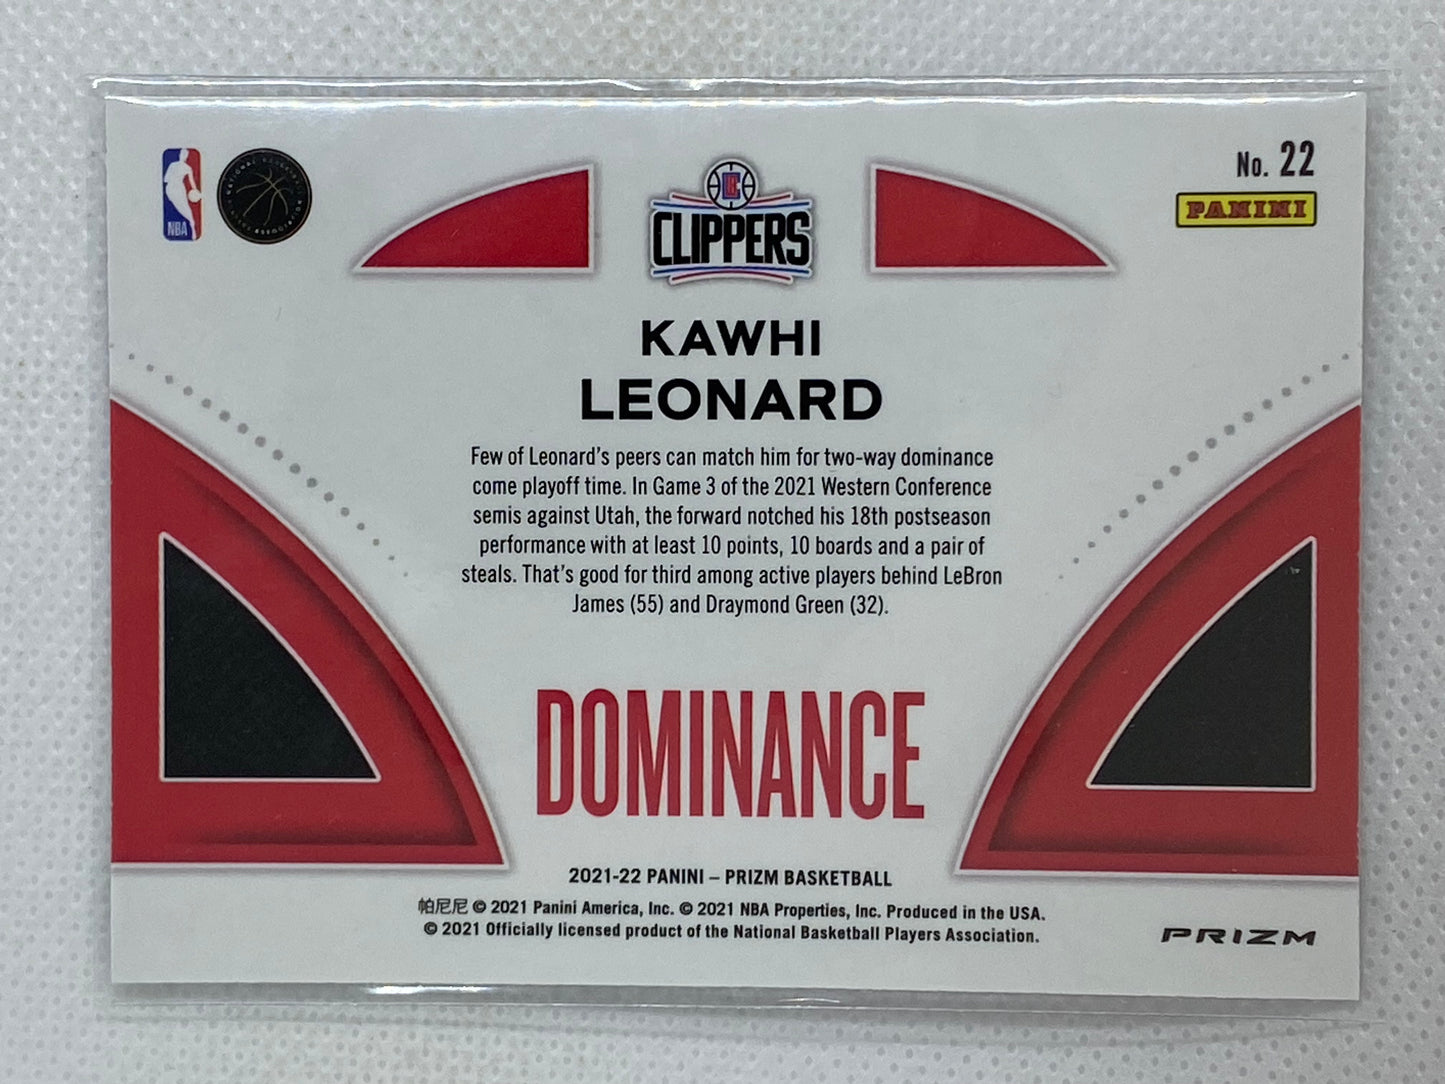 NBA
NATIONAL BASKETBALL PLAYERS ASSOCIATION
No. 22
PANINI
LAC
CLIPPERS
KAWHI
LEONARD
Few of Leonard's peers can match him for two-way dominance
come playoff time. In Game 3 of the 2021 Western Conference
semis against Utah, the forward notched his 18th postseason
performance with at least 10 points, 10 boards and a pair of
steals. That's good for third among active players behind LeBron
James (55) and Draymond Green (32).
DOMINANCE
2021-22 PANINI – PRIZM BASKETBALL
帕尼尼 © 2021 Panini America, Inc. © 2021 NBA Properties, Inc. Produced in the USA.
© 2021 Officially licensed product of the National Basketball Players Association.
PRIZM